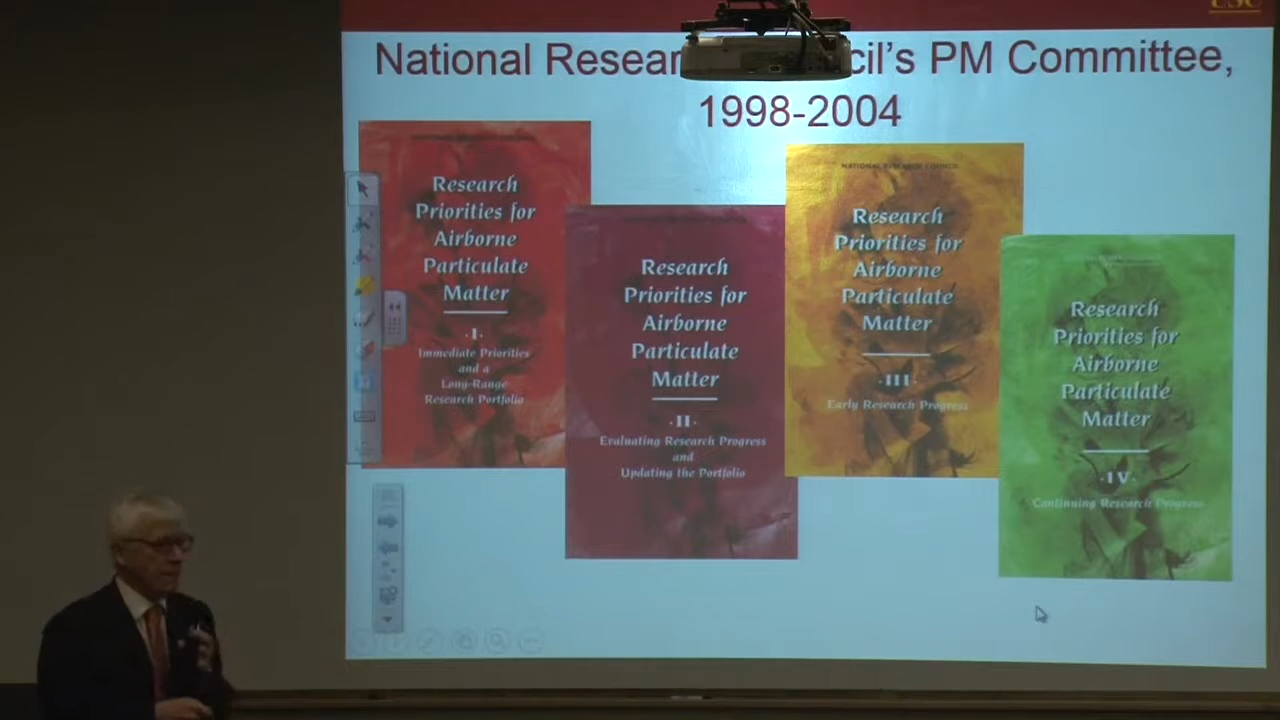 USC
National Resear cil's PM Committee,
1998-2004
Research
Priorities for
Airborne
Particulate
Matter
·I·
Immediate Priorities
and a
Long-Range
Research Portfolio
Research
Priorities for
Airborne
Particulate
Matter
·II·
Evaluating Research Progress
and
Updating the Portfolio
NATIONAL RESEARCH COUNCIL
Research
Priorities for
Airborne
Particulate
Matter
·III·
Early Research Progress
Research
Priorities for
Airborne
Particulate
Matter
·IV·
Continuing Research Progress